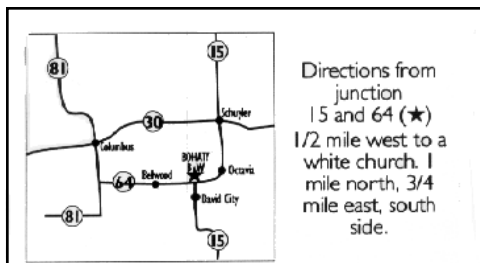 15
81
30
Schuyler
Columbus
BOHATY
Octavia
64
Bellwood
David City
81
15
Directions from
junction
15 and 64 (★)
1/2 mile west to a
white church. 1
mile north, 3/4
mile east, south
side.